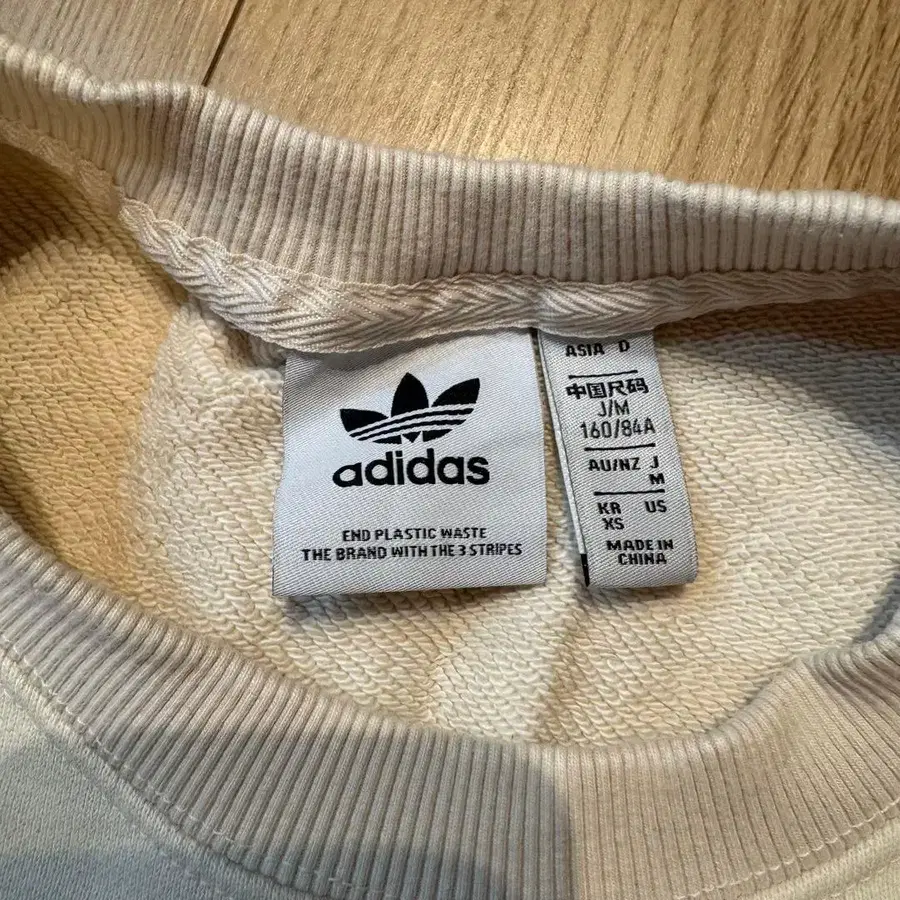 adidas
END PLASTIC WASTE
THE BRAND WITH THE 3 STRIPES
ASIA D
中国尺码
J/M
160/84A
AU/NZ J
M
KR US
XS
MADE IN
CHINA